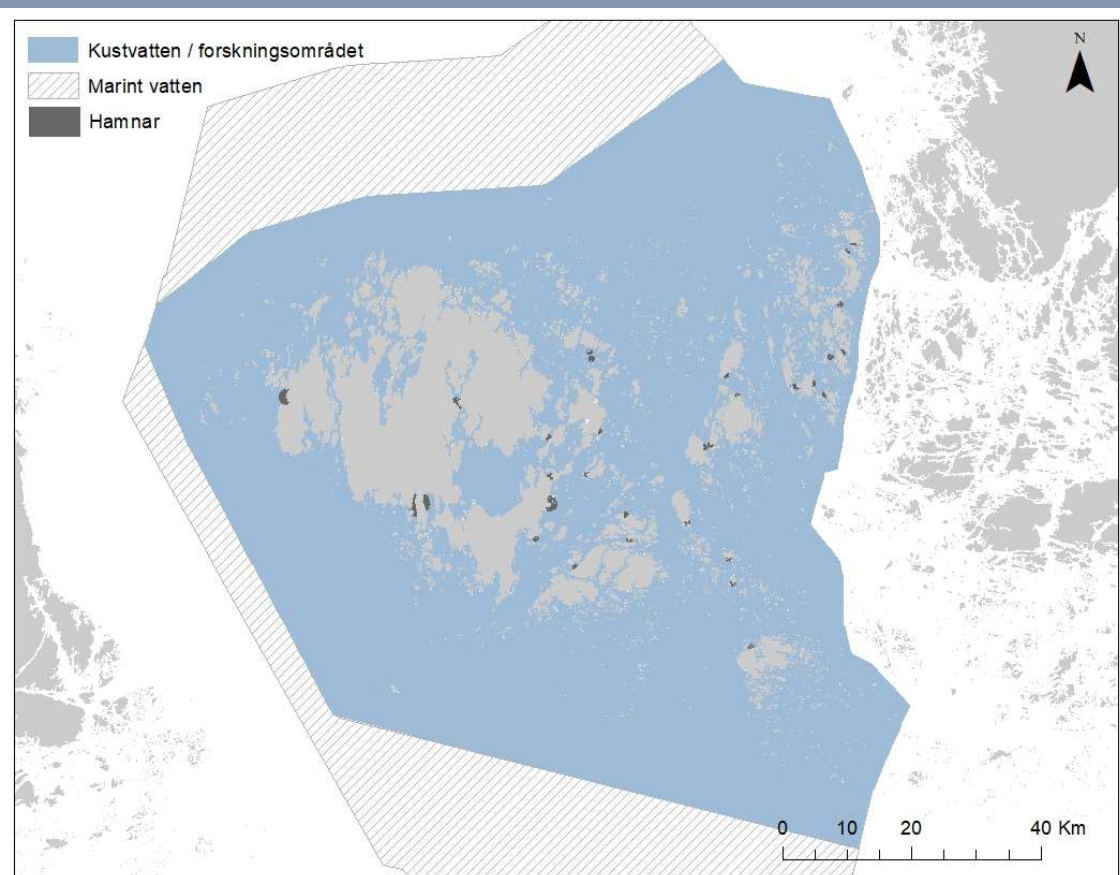 Kustvatten / forskningsområdet
Marint vatten
Hamnar
N
0 10 20 40 Km